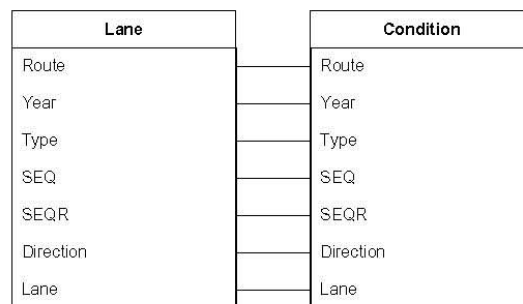 Lane
Route
Year
Type
SEQ
SEQR
Direction
Lane
Condition
Route
Year
Type
SEQ
SEQR
Direction
Lane